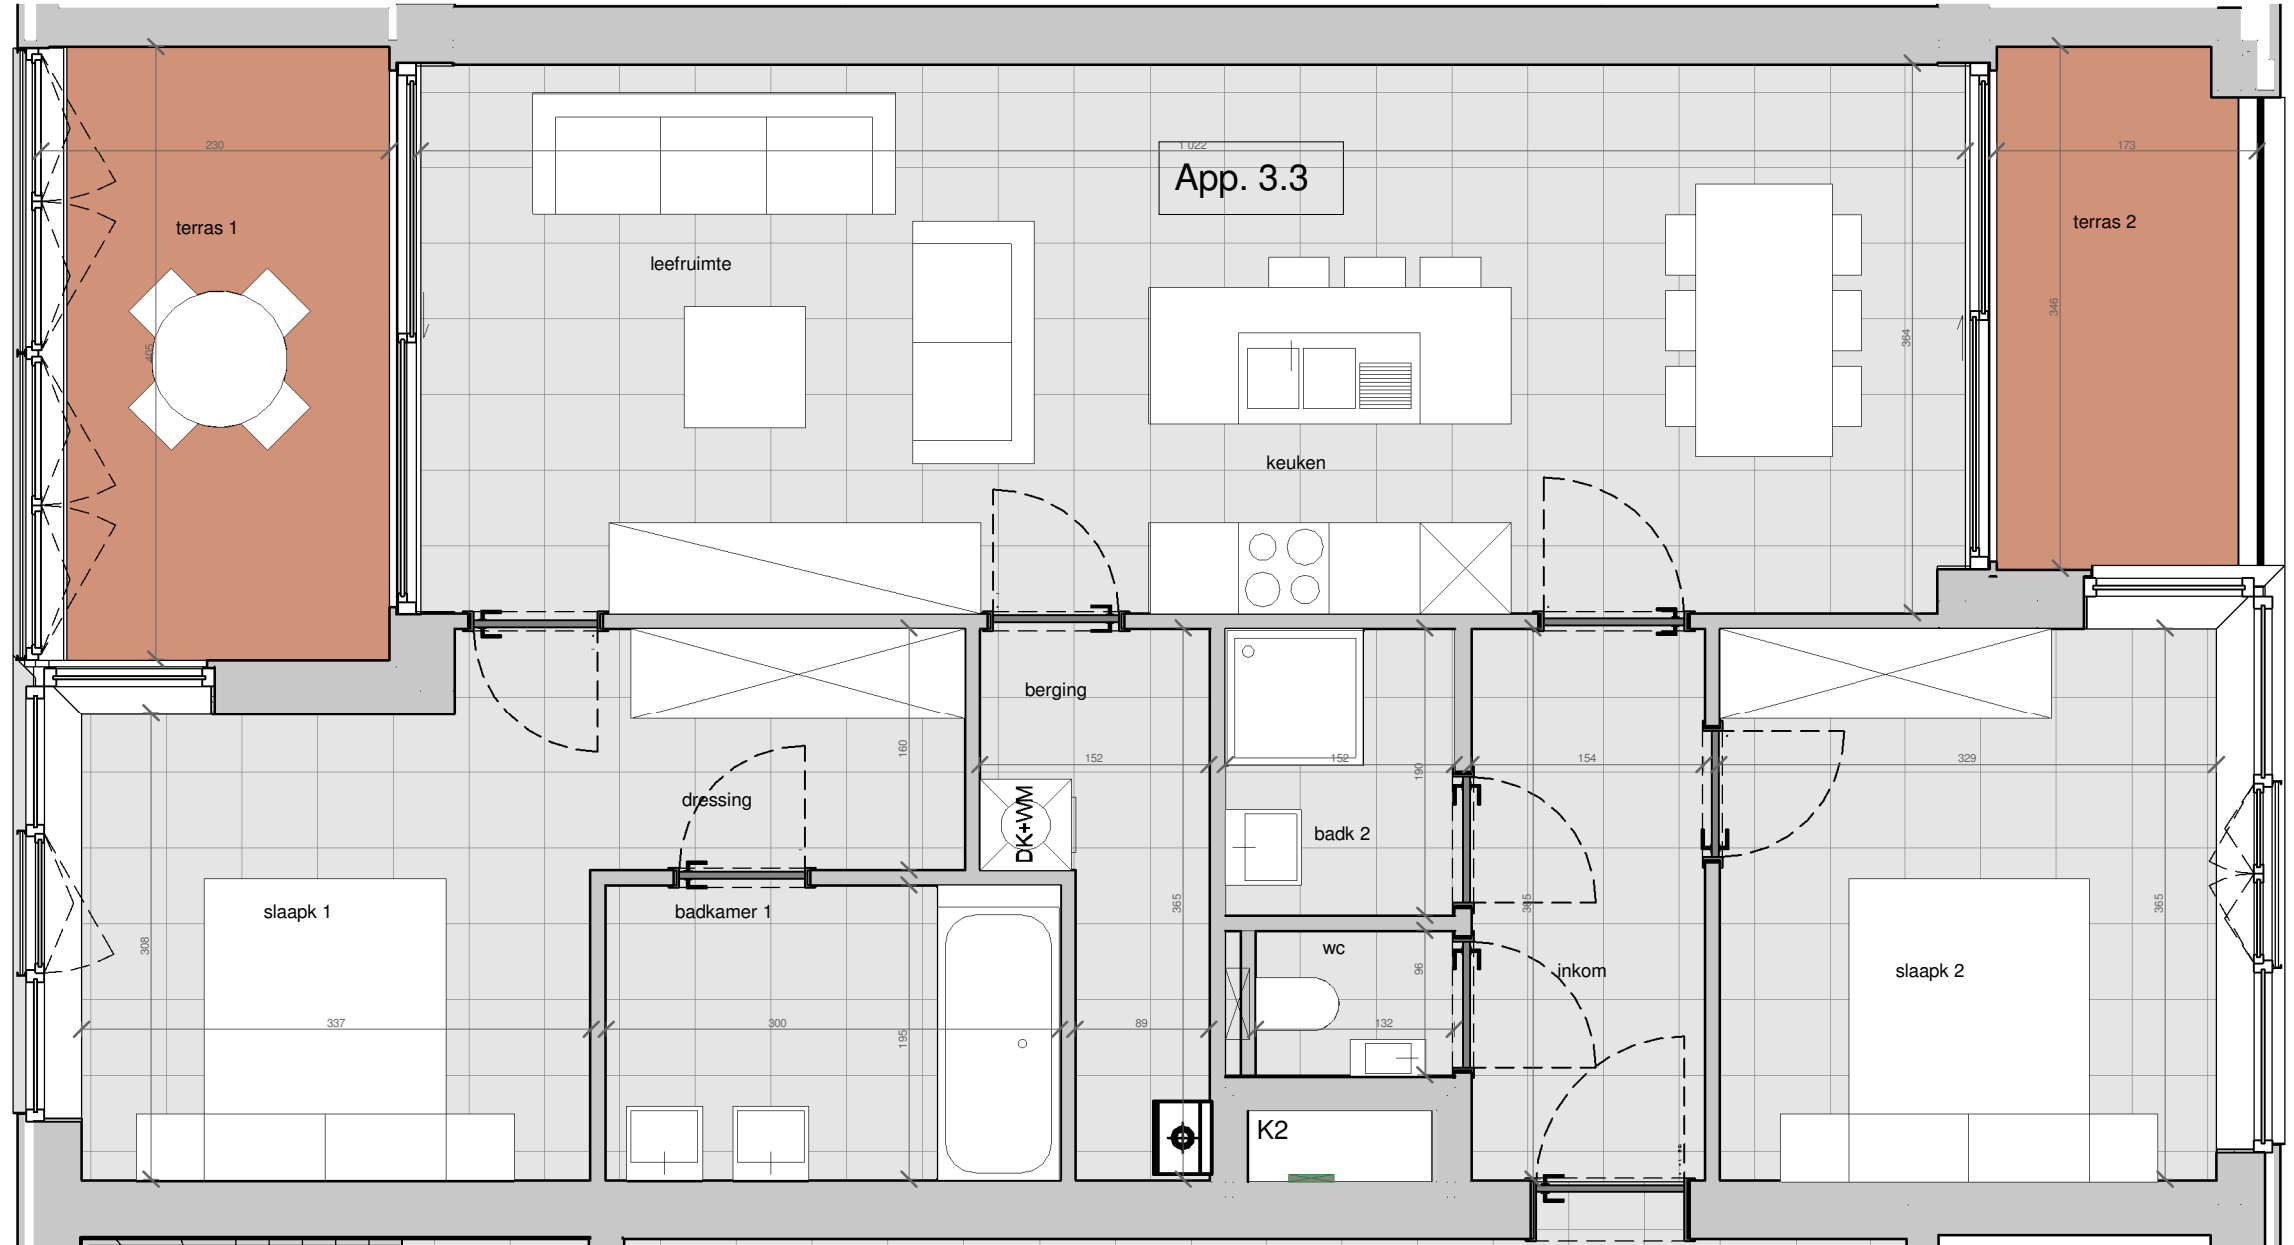 230
1 022
173
App. 3.3
terras 1
terras 2
leefruimte
405
346
364
keuken
berging
160
152
152
190
154
329
dressing
DK+WM
badk 2
slaapk 1
badkamer 1
365
365
365
308
wc
96
inkom
slaapk 2
337
300
195
89
132
K2